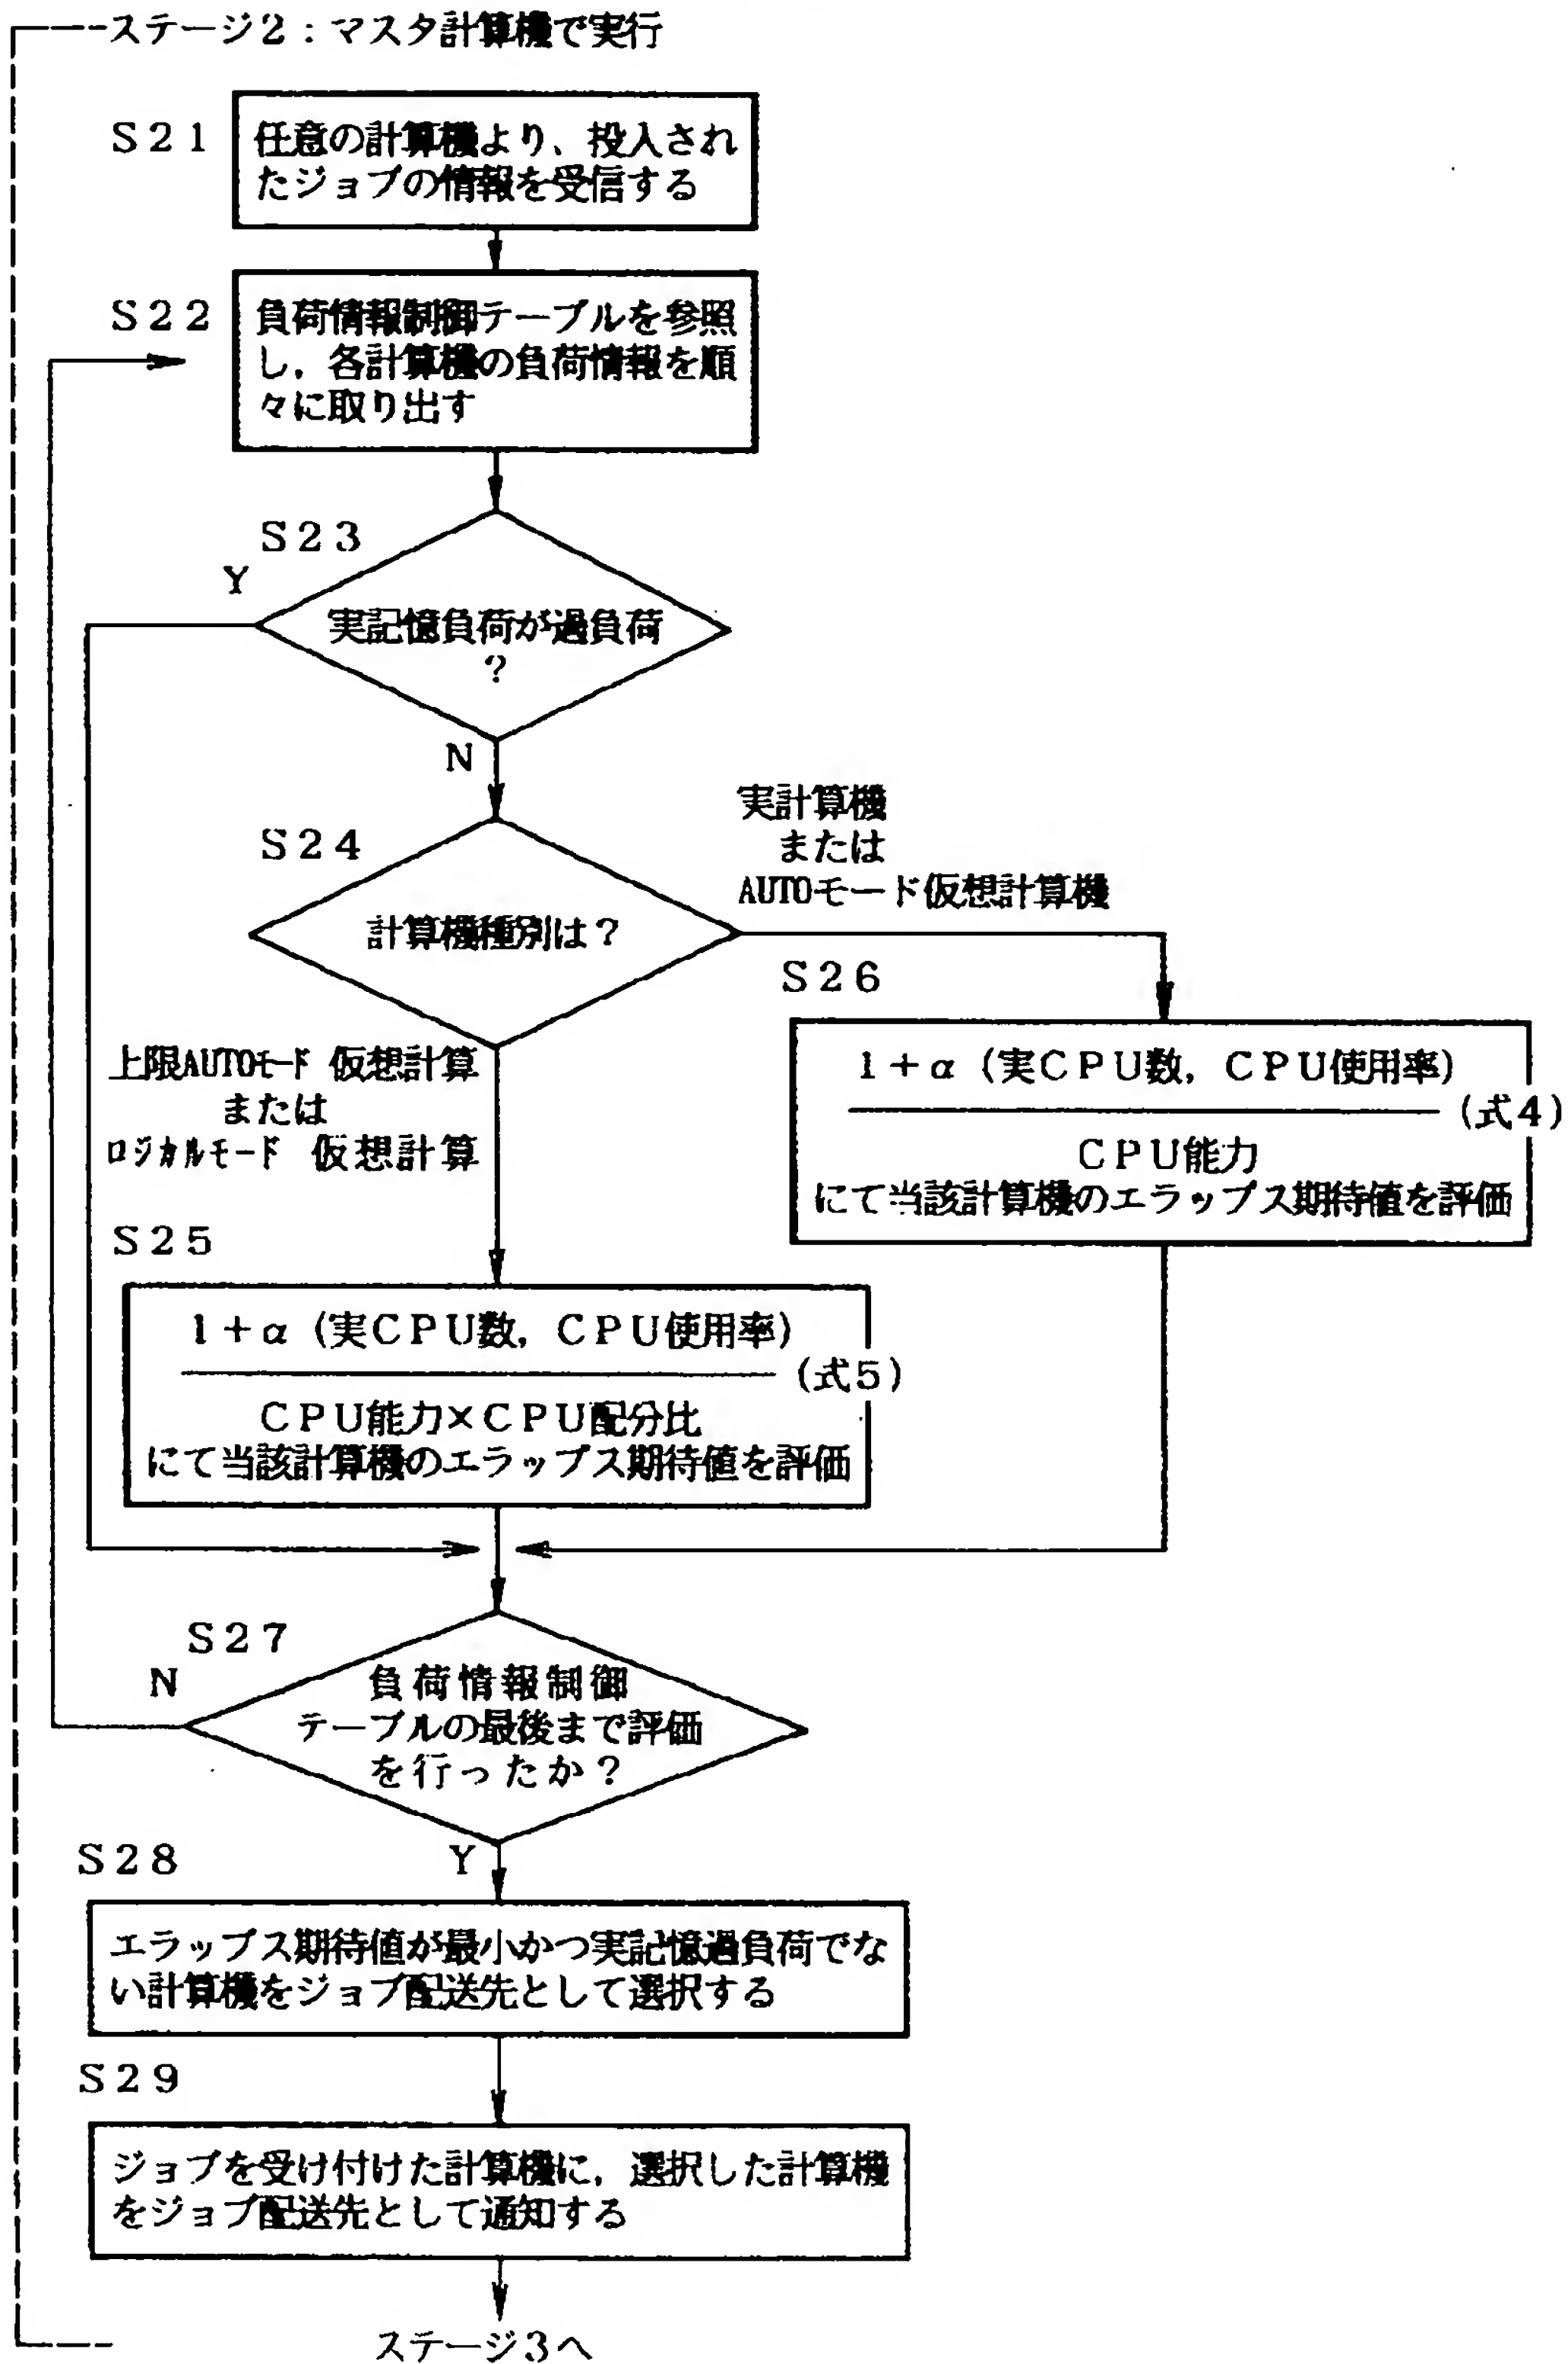 ステージ2：マスタ計算機で実行
S21
任意の計算機より、投入され
たジョブの情報を受信する
S22
負荷情報制御テーブルを参照
し，各計算機の負荷情報を順
々に取り出す
S23
Y
実記憶負荷が過負荷
？
N
S24
計算機種別は？
実計算機
または
AUTOモード仮想計算機
S26
1＋α（実CPU数，CPU使用率）
(式4)
CPU能力
にて当該計算機のエラップス期待値を評価
上限AUTOモード 仮想計算
または
ロジカルモード 仮想計算
S25
1＋α（実CPU数，CPU使用率）
(式5)
CPU能力×CPU配分比
にて当該計算機のエラップス期待値を評価
S27
N
負荷情報制御
テーブルの最後まで評価
を行ったか？
Y
S28
エラップス期待値が最小かつ実記憶過負荷でな
い計算機をジョブ配送先として選択する
S29
ジョブを受け付けた計算機に，選択した計算機
をジョブ配送先として通知する
ステージ3へ